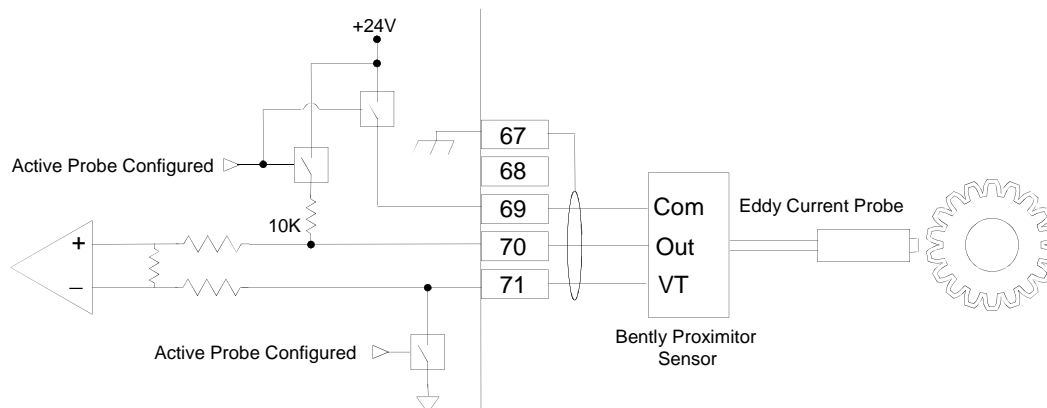 +24V
Active Probe Configured
10K
+
–
Active Probe Configured
67
68
69
70
71
Com
Out
VT
Bently Proximitor
Sensor
Eddy Current Probe